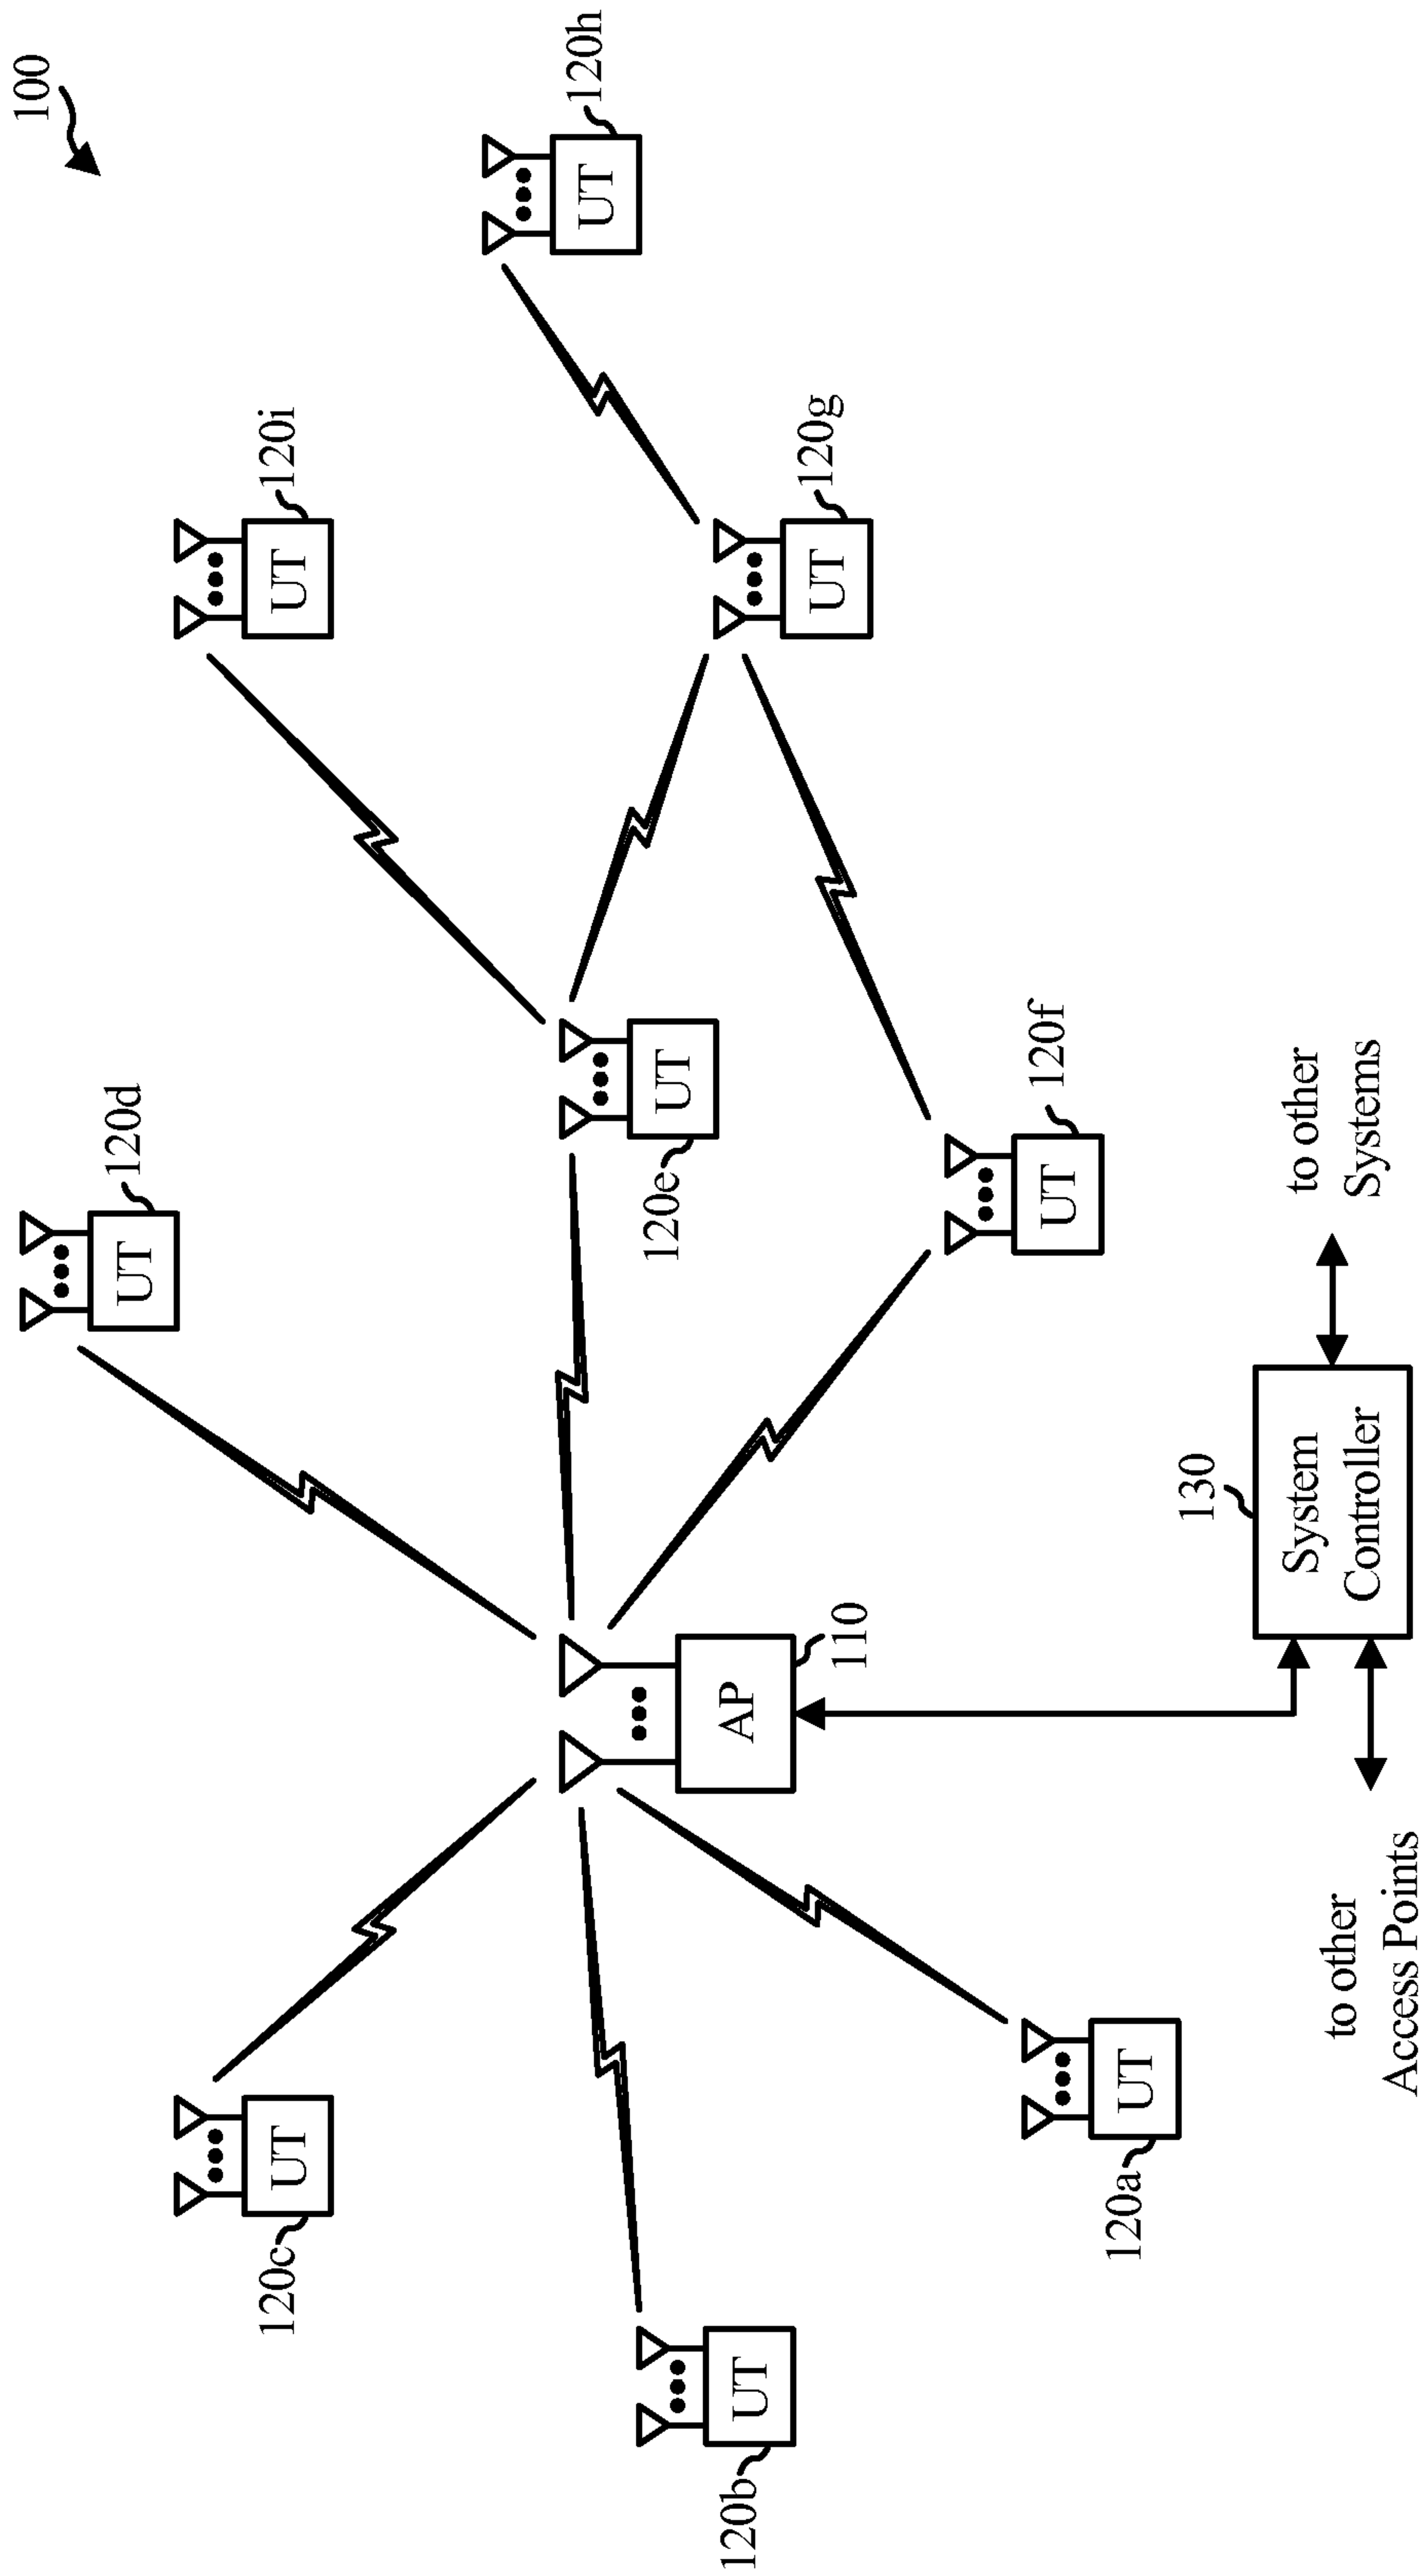 100
120d
UT
120i
UT
120c
UT
120h
UT
120e
UT
120b
UT
AP
110
120g
UT
120f
UT
120a
UT
130
System
Controller
to other
Systems
to other
Access Points